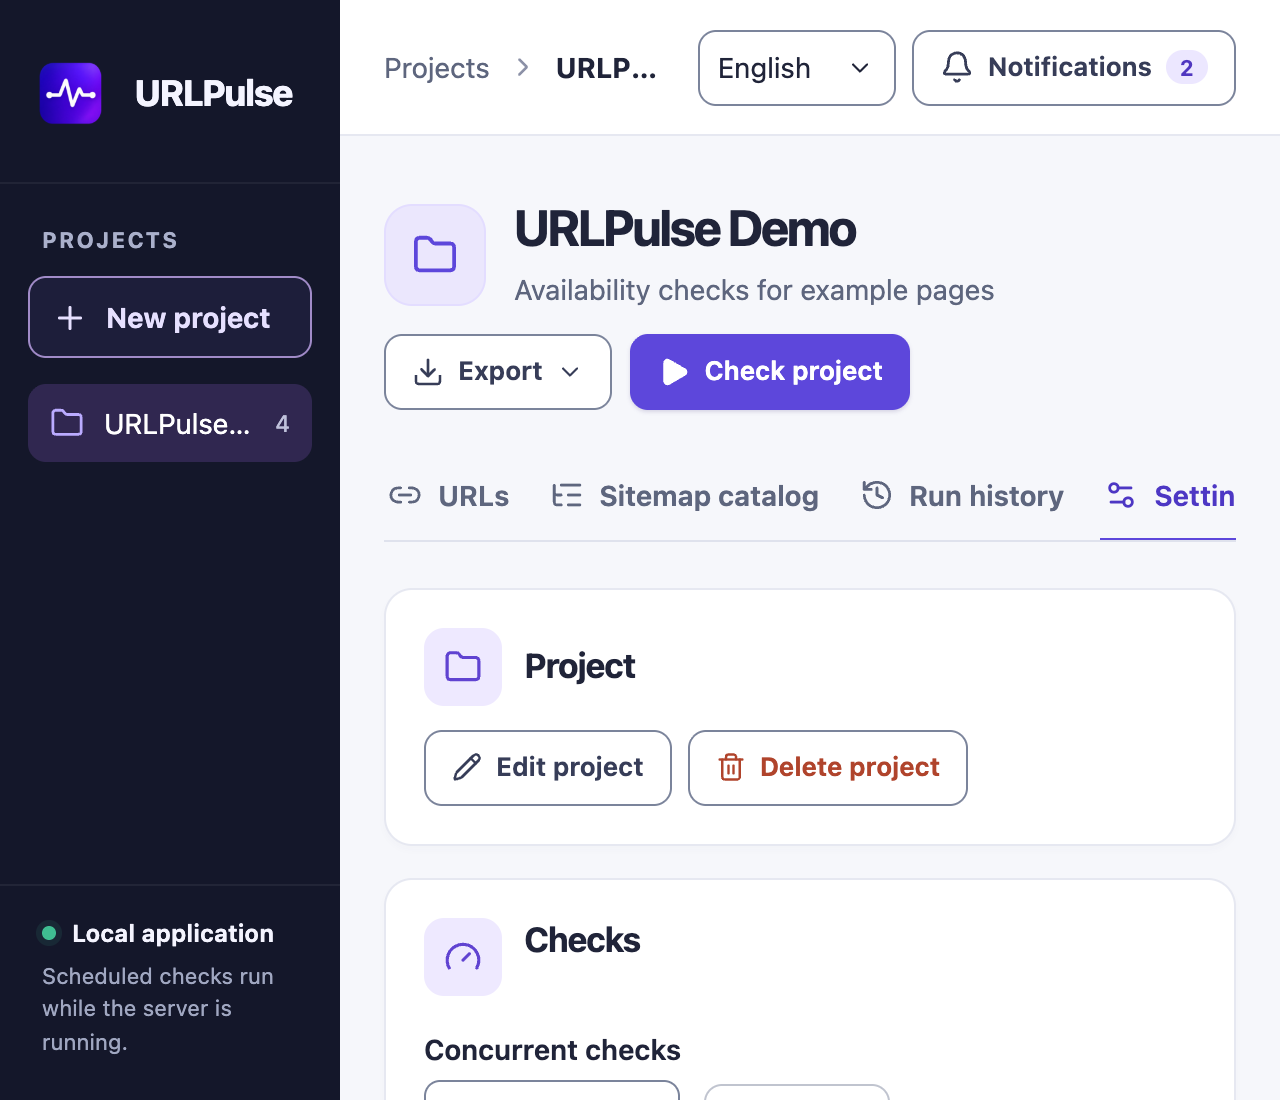 URLPulse
Projects
URLP...
English
Notifications 2
PROJECTS
New project
URLPulse... 4
URLPulse Demo
Availability checks for example pages
Export
Check project
URLs
Sitemap catalog
Run history
Settin
Project
Edit project
Delete project
Checks
Concurrent checks
Local application
Scheduled checks run
while the server is
running.